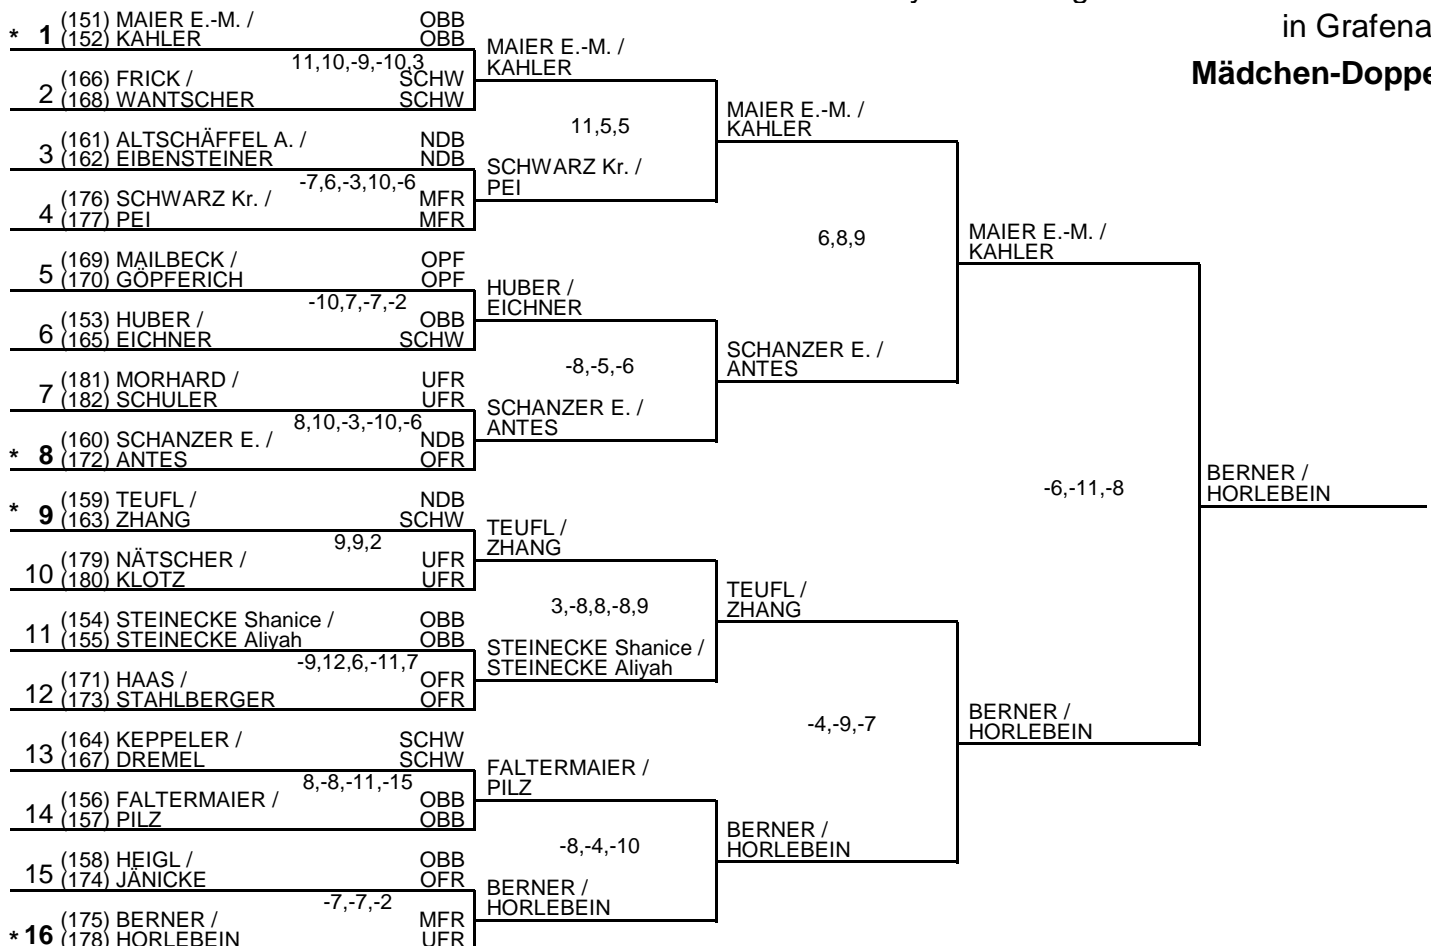 in Grafena
Mädchen-Doppe
(151) MAIER E.-M. / OBB
* 1 (152) KAHLER OBB
11,10,-9,-10,3
(166) FRICK / SCHW
2 (168) WANTSCHER SCHW
(161) ALTSCHÄFFEL A. / NDB
3 (162) EIBENSTEINER NDB
-7,6,-3,10,-6
(176) SCHWARZ Kr. / MFR
4 (177) PEI MFR
(169) MAILBECK / OPF
5 (170) GÖPFERICH OPF
-10,7,-7,-2
(153) HUBER / OBB
6 (165) EICHNER SCHW
(181) MORHARD / UFR
7 (182) SCHULER UFR
8,10,-3,-10,-6
(160) SCHANZER E. / NDB
* 8 (172) ANTES OFR
(159) TEUFL / NDB
* 9 (163) ZHANG SCHW
9,9,2
(179) NÄTSCHER / UFR
10 (180) KLOTZ UFR
(154) STEINECKE Shanice / OBB
11 (155) STEINECKE Aliyah OBB
-9,12,6,-11,7
(171) HAAS / OFR
12 (173) STAHLBERGER OFR
(164) KEPPELER / SCHW
13 (167) DREMEL SCHW
8,-8,-11,-15
(156) FALTERMAIER / OBB
14 (157) PILZ OBB
(158) HEIGL / OBB
15 (174) JÄNICKE OFR
-7,-7,-2
(175) BERNER / MFR
* 16 (178) HORLEBEIN UFR
MAIER E.-M. /
KAHLER
11,5,5
SCHWARZ Kr. /
PEI
HUBER /
EICHNER
-8,-5,-6
SCHANZER E. /
ANTES
TEUFL /
ZHANG
3,-8,8,-8,9
STEINECKE Shanice /
STEINECKE Aliyah
FALTERMAIER /
PILZ
-8,-4,-10
BERNER /
HORLEBEIN
MAIER E.-M. /
KAHLER
6,8,9
SCHANZER E. /
ANTES
TEUFL /
ZHANG
-4,-9,-7
BERNER /
HORLEBEIN
MAIER E.-M. /
KAHLER
-6,-11,-8
BERNER /
HORLEBEIN
BERNER /
HORLEBEIN